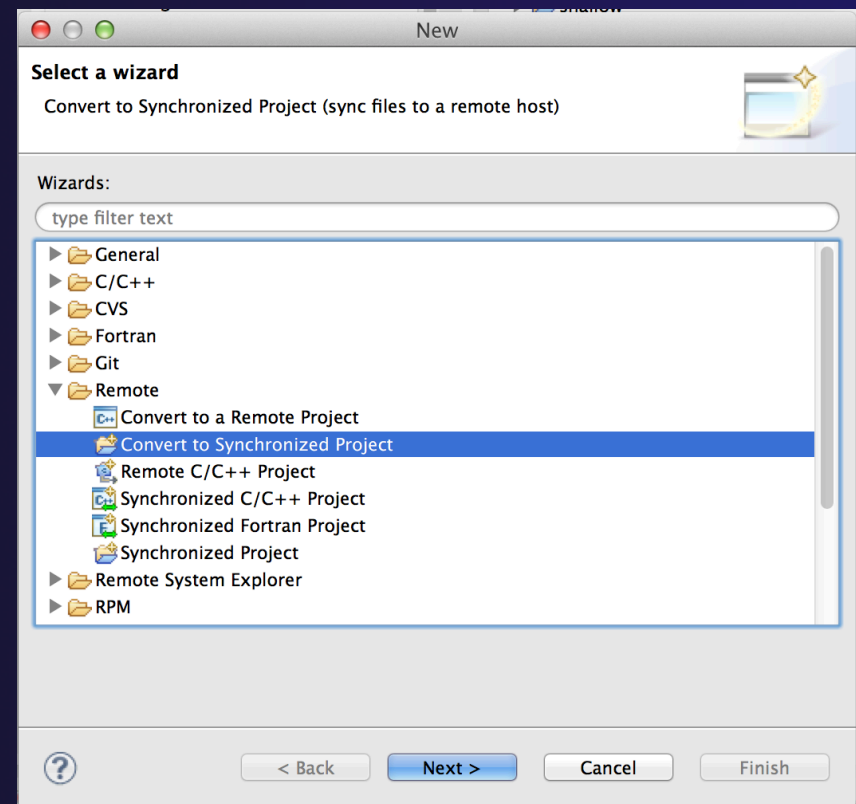 New
Select a wizard
Convert to Synchronized Project (sync files to a remote host)
Wizards:
type filter text
General
C/C++
CVS
Fortran
Git
Remote
Convert to a Remote Project
Convert to Synchronized Project
Remote C/C++ Project
Synchronized C/C++ Project
Synchronized Fortran Project
Synchronized Project
Remote System Explorer
RPM
?
< Back Next > Cancel Finish